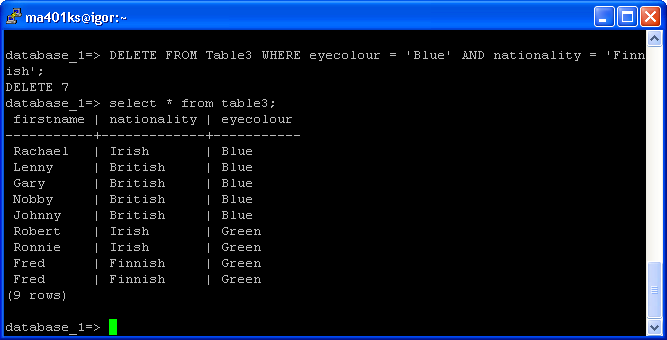 ma401ks@igor:~
database_1=> DELETE FROM Table3 WHERE eyecolour = 'Blue' AND nationality = 'Finn
ish';
DELETE 7
database_1=> select * from table3;
 firstname | nationality | eyecolour
-----------+-------------+-----------
 Rachael   | Irish       | Blue
 Lenny     | British     | Blue
 Gary      | British     | Blue
 Nobby     | British     | Blue
 Johnny    | British     | Blue
 Robert    | Irish       | Green
 Ronnie    | Irish       | Green
 Fred      | Finnish     | Green
 Fred      | Finnish     | Green
(9 rows)
database_1=>